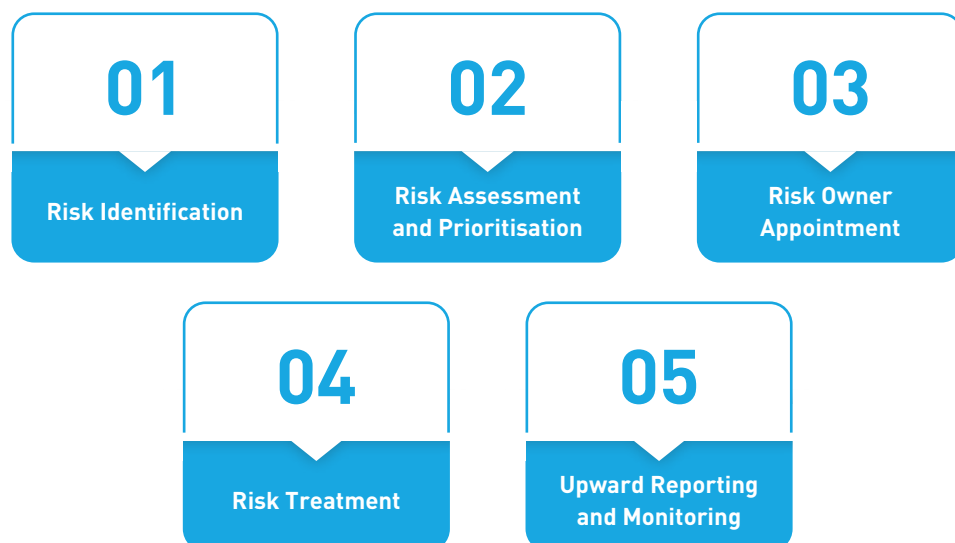 01
Risk Identification
02
Risk Assessment
and Prioritisation
03
Risk Owner
Appointment
04
Risk Treatment
05
Upward Reporting
and Monitoring